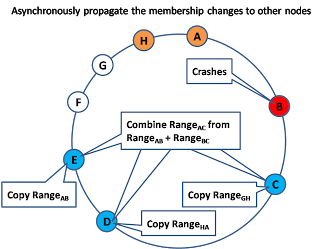 Asynchronously propagate the membership changes to other nodes
H
A
G
Crashes
B
F
Combine RangeAC from
RangeAB + RangeBC
E
C
Copy RangeAB
Copy RangeGH
D
Copy RangeHA